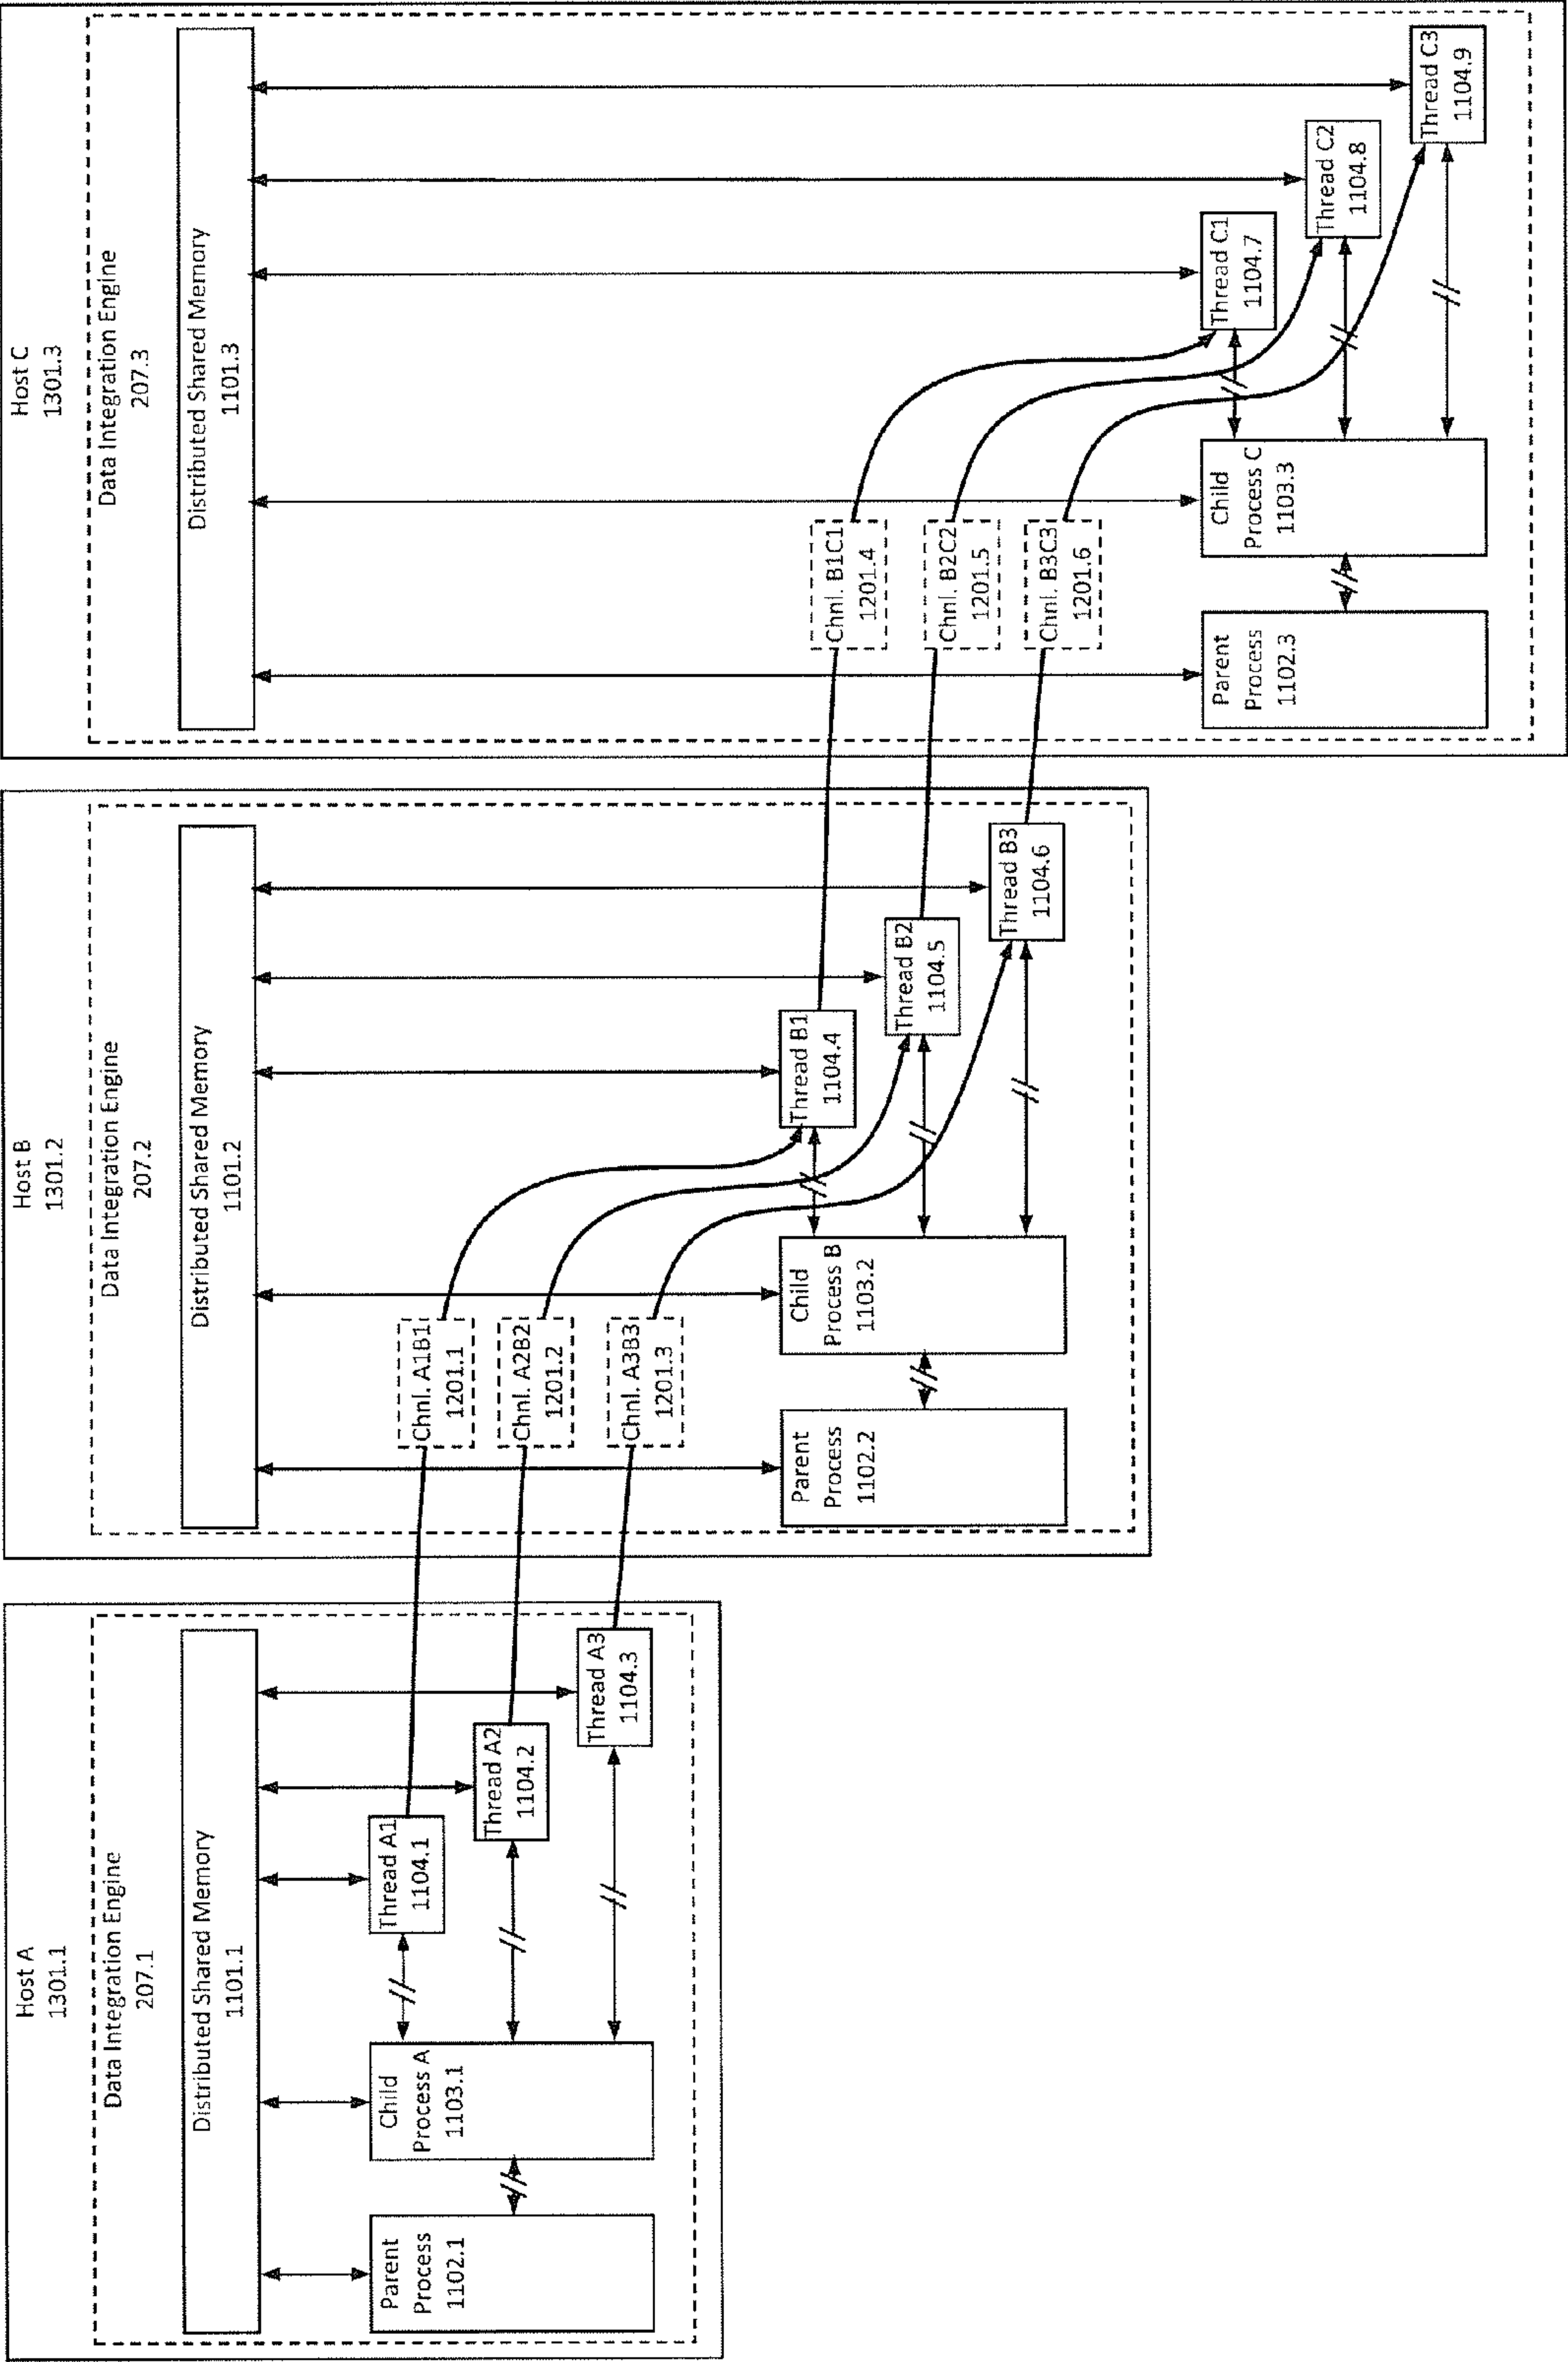 Host A
1301.1
Data Integration Engine
207.1
Distributed Shared Memory
1101.1
Parent
Process
1102.1
Child
Process A
1103.1
Thread A1
1104.1
Thread A2
1104.2
Thread A3
1104.3
Host B
1301.2
Data Integration Engine
207.2
Distributed Shared Memory
1101.2
Chnl. A1B1
1201.1
Chnl. A2B2
1201.2
Chnl. A3B3
1201.3
Parent
Process
1102.2
Child
Process B
1103.2
Thread B1
1104.4
Thread B2
1104.5
Thread B3
1104.6
Host C
1301.3
Data Integration Engine
207.3
Distributed Shared Memory
1101.3
Chnl. B1C1
1201.4
Chnl. B2C2
1201.5
Chnl. B3C3
1201.6
Parent
Process
1102.3
Child
Process C
1103.3
Thread C1
1104.7
Thread C2
1104.8
Thread C3
1104.9